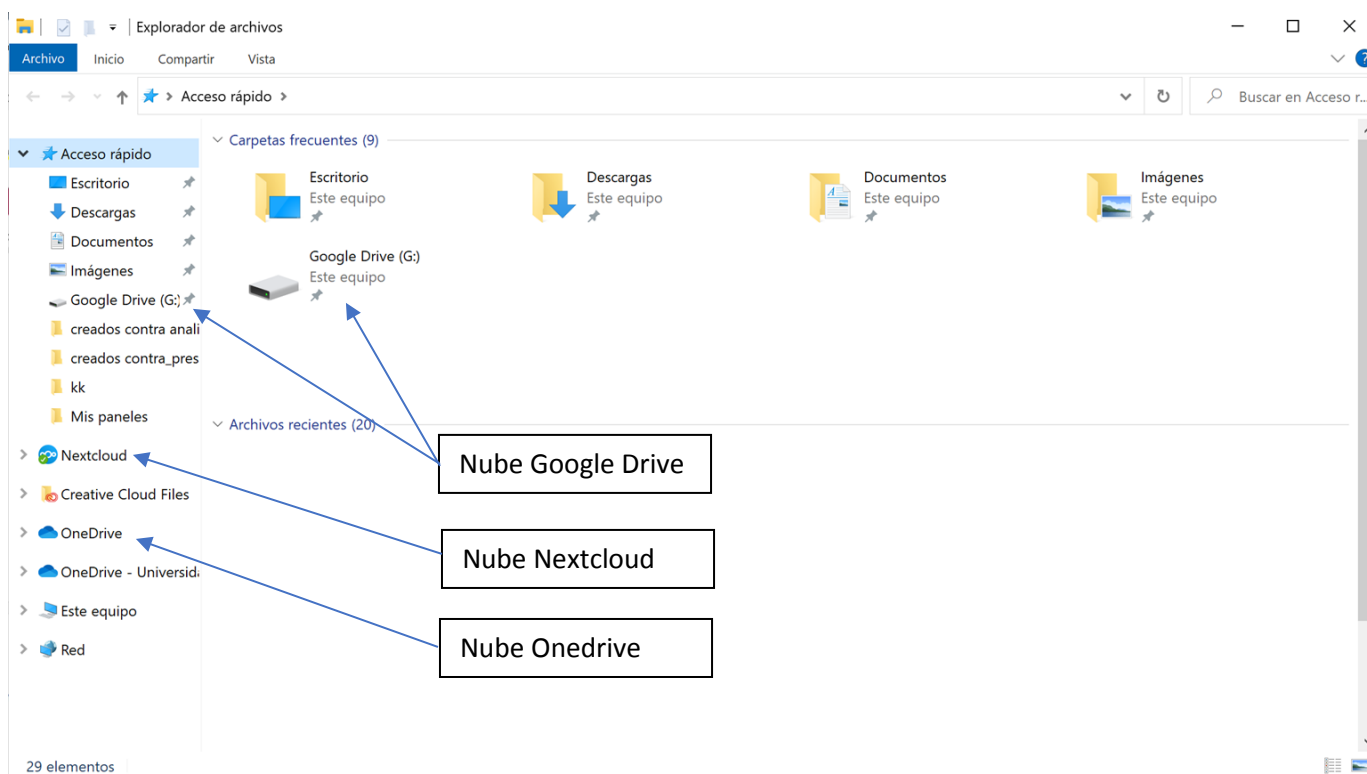 Explorador de archivos
Archivo Inicio Compartir Vista
Acceso rápido
Buscar en Acceso r...
Acceso rápido
Escritorio
Descargas
Documentos
Imágenes
Google Drive (G:)
creados contra anali
creados contra_pres
kk
Mis paneles
Nextcloud
Creative Cloud Files
OneDrive
OneDrive - Universida
Este equipo
Red
Carpetas frecuentes (9)
Escritorio
Este equipo
Descargas
Este equipo
Documentos
Este equipo
Imágenes
Este equipo
Google Drive (G:)
Este equipo
Archivos recientes (20)
Nube Google Drive
Nube Nextcloud
Nube Onedrive
29 elementos